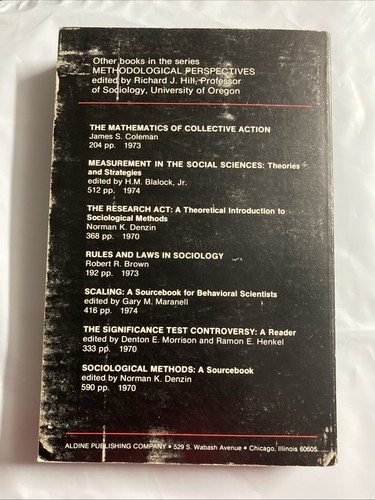 Other books in the series
METHODOLOGICAL PERSPECTIVES
edited by Richard J. Hill, Professor
of Sociology, University of Oregon
THE MATHEMATICS OF COLLECTIVE ACTION
James S. Coleman
204 pp. 1973
MEASUREMENT IN THE SOCIAL SCIENCES: Theories
and Strategies
edited by H.M. Blalock, Jr.
512 pp. 1974
THE RESEARCH ACT: A Theoretical Introduction to
Sociological Methods
Norman K. Denzin
368 pp. 1970
RULES AND LAWS IN SOCIOLOGY
Robert R. Brown
192 pp. 1973
SCALING: A Sourcebook for Behavioral Scientists
edited by Gary M. Maranell
416 pp. 1974
THE SIGNIFICANCE TEST CONTROVERSY: A Reader
edited by Denton E. Morrison and Ramon E. Henkel
333 pp. 1970
SOCIOLOGICAL METHODS: A Sourcebook
edited by Norman K. Denzin
590 pp. 1970
ALDINE PUBLISHING COMPANY • 529 S. Wabash Avenue • Chicago, Illinois 60605